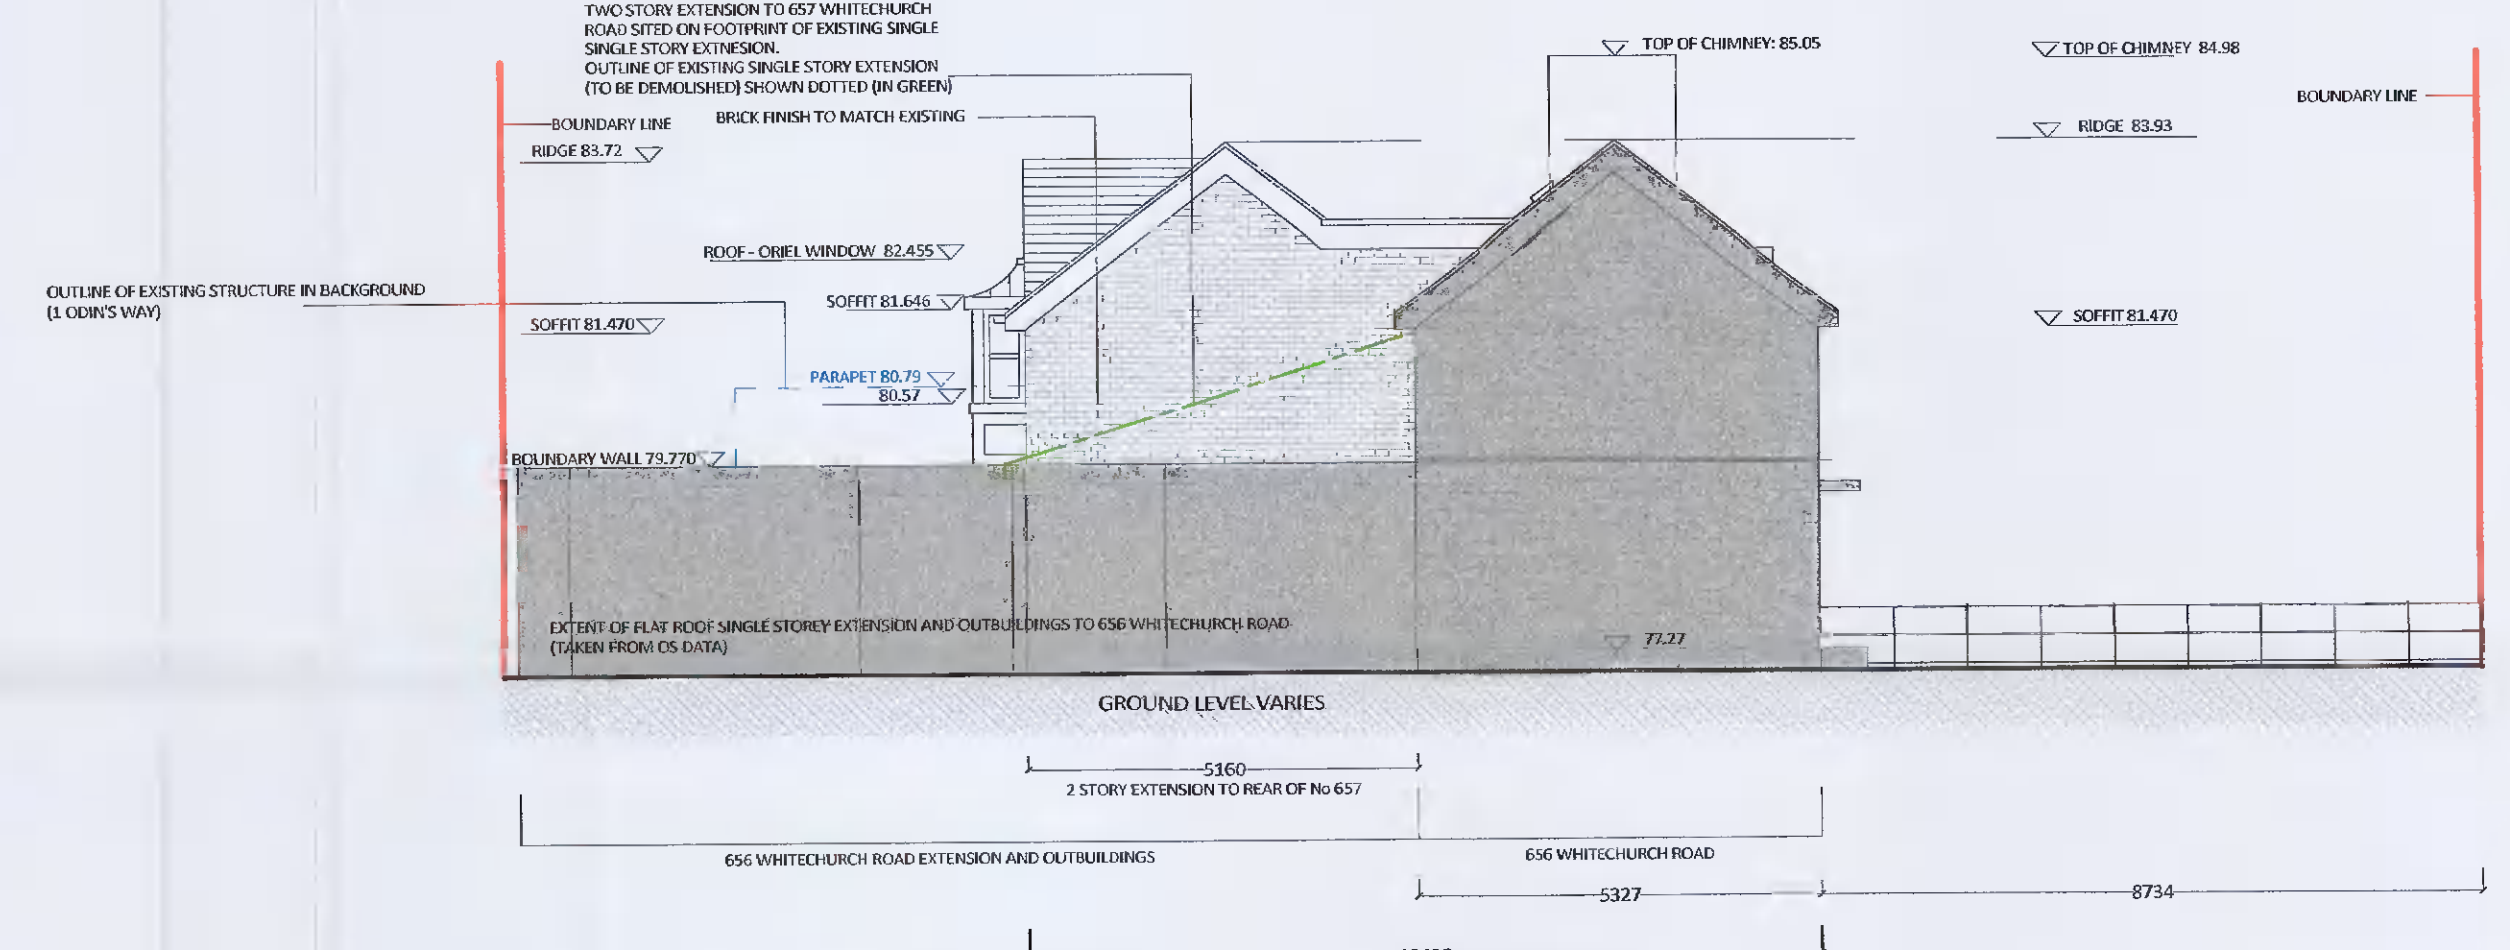 TWO STORY EXTENSION TO 657 WHITECHURCH
ROAD SITED ON FOOTPRINT OF EXISTING SINGLE
SINGLE STORY EXTNESION.
OUTLINE OF EXISTING SINGLE STORY EXTENSION
(TO BE DEMOLISHED) SHOWN DOTTED (IN GREEN)
TOP OF CHIMNEY: 85.05
TOP OF CHIMNEY 84.98
BOUNDARY LINE
BOUNDARY LINE
BRICK FINISH TO MATCH EXISTING
RIDGE 83.72
RIDGE 83.93
ROOF - ORIEL WINDOW 82.455
OUTLINE OF EXISTING STRUCTURE IN BACKGROUND
(1 ODIN'S WAY)
SOFFIT 81.646
SOFFIT 81.470
SOFFIT 81.470
PARAPET 80.79
80.57
BOUNDARY WALL 79.770
EXTENT OF FLAT ROOF SINGLE STOREY EXTENSION AND OUTBUILDINGS TO 656 WHITECHURCH ROAD
(TAKEN FROM OS DATA)
77.27
GROUND LEVEL VARIES
5160
2 STORY EXTENSION TO REAR OF No 657
656 WHITECHURCH ROAD EXTENSION AND OUTBUILDINGS
656 WHITECHURCH ROAD
5327
8734